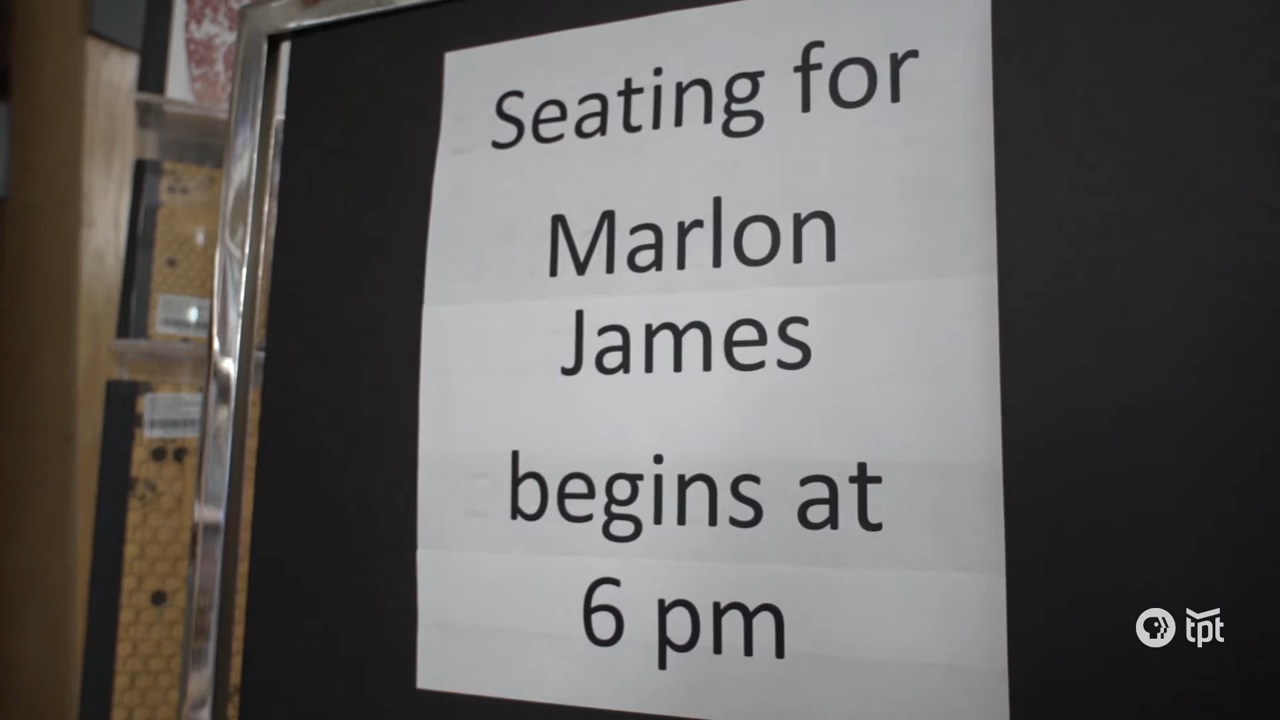 Seating for
Marlon
James
begins at
6 pm
tpt